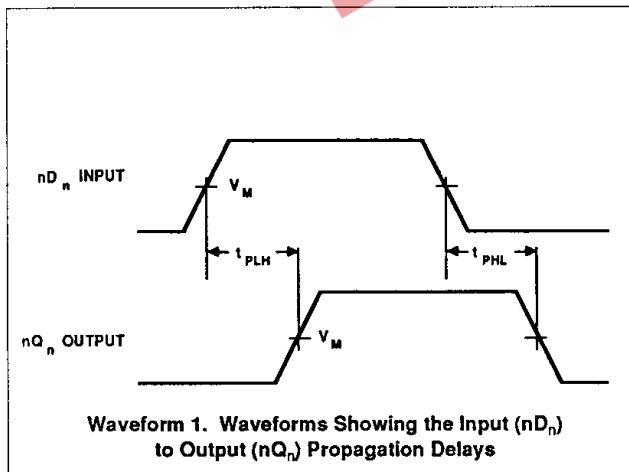 nDn INPUT
VM
tPLH
tPHL
nQn OUTPUT
VM
Waveform 1. Waveforms Showing the Input (nDn)
to Output (nQn) Propagation Delays